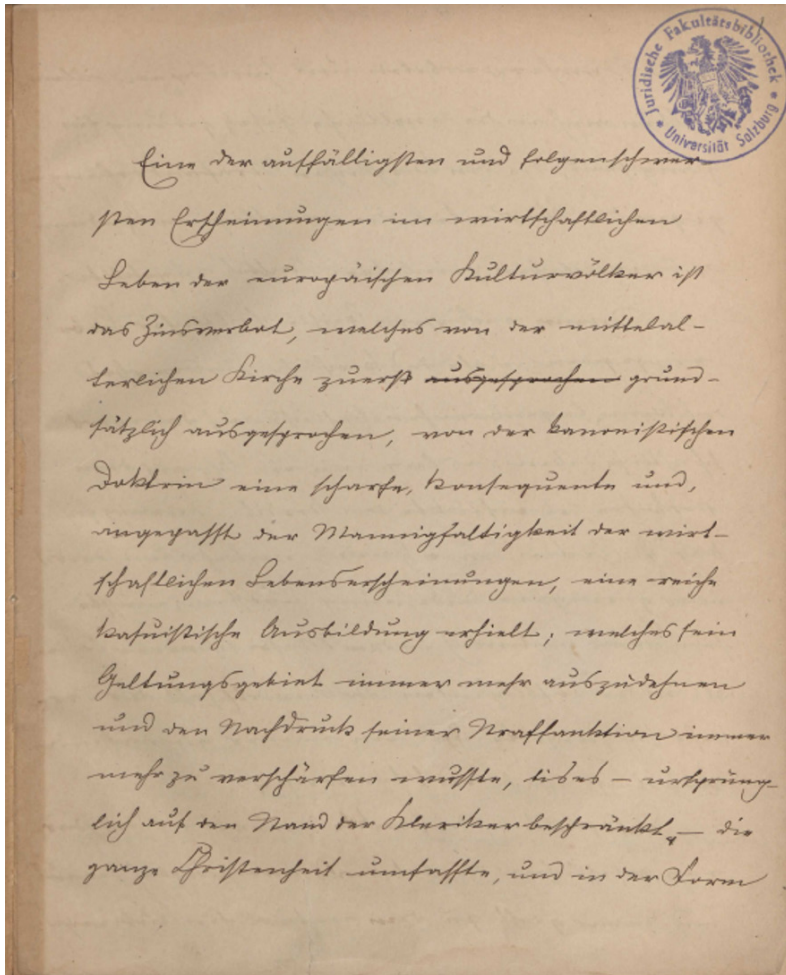 Juridische Fakultätsbibliothek
Universität Salzburg
Eine der auffälligsten und folgenschwer-
sten Erscheinungen im wirtschaftlichen
Leben der europäischen Kulturvölker ist
das Zinsverbot, welches von der mittelal-
terlichen Kirche zuerst ausgesprochen grund-
sätzlich ausgesprochen, von der kanonistischen
Doktrin eine scharfe, konsequente und,
angepasst der Mannigfaltigkeit der wirt-
schaftlichen Lebenserscheinungen, eine reiche
kasuistische Ausbildung erhielt; welches sein
Geltungsgebiet immer mehr auszudehnen
und den Nachdruck seiner Strafsanktion immer
mehr zu verschärfen wusste, bis es – ursprüng-
lich auf den Stand der Kleriker beschränkt, – die
ganze Christenheit umfasste, und in der Form